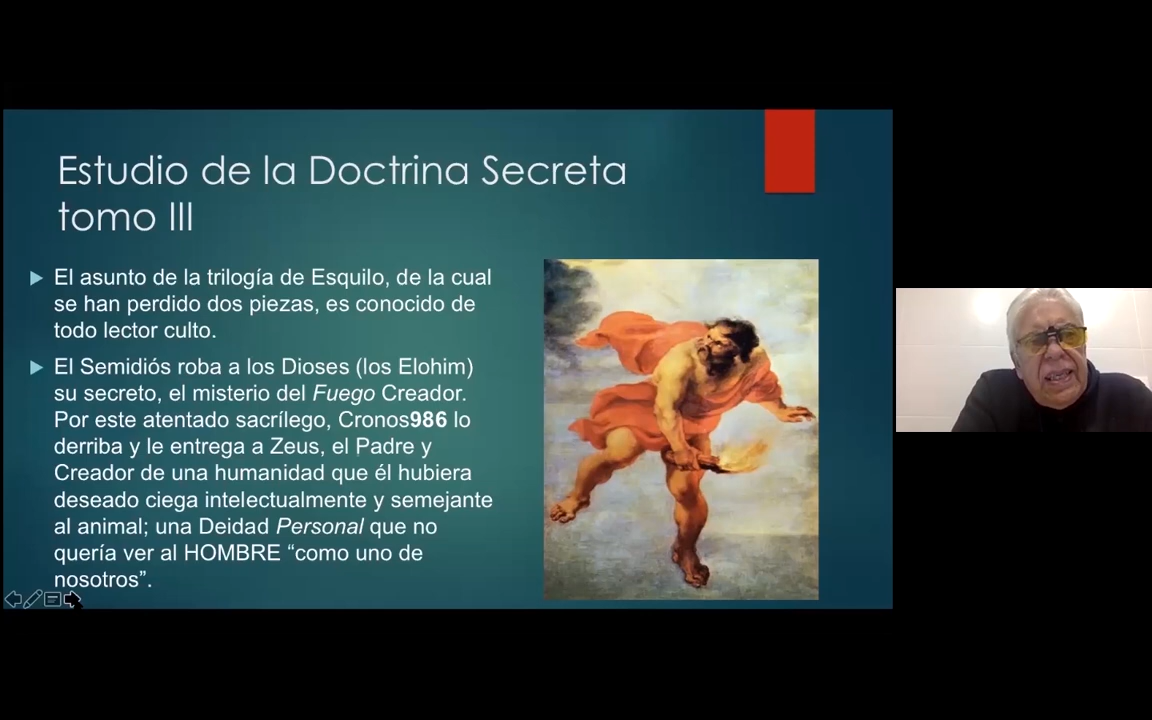 Estudio de la Doctrina Secreta
tomo III
El asunto de la trilogía de Esquilo, de la cual
se han perdido dos piezas, es conocido de
todo lector culto.
El Semidiós roba a los Dioses (los Elohim)
su secreto, el misterio del Fuego Creador.
Por este atentado sacrílego, Cronos986 lo
derriba y le entrega a Zeus, el Padre y
Creador de una humanidad que él hubiera
deseado ciega intelectualmente y semejante
al animal; una Deidad Personal que no
quería ver al HOMBRE “como uno de
nosotros”.